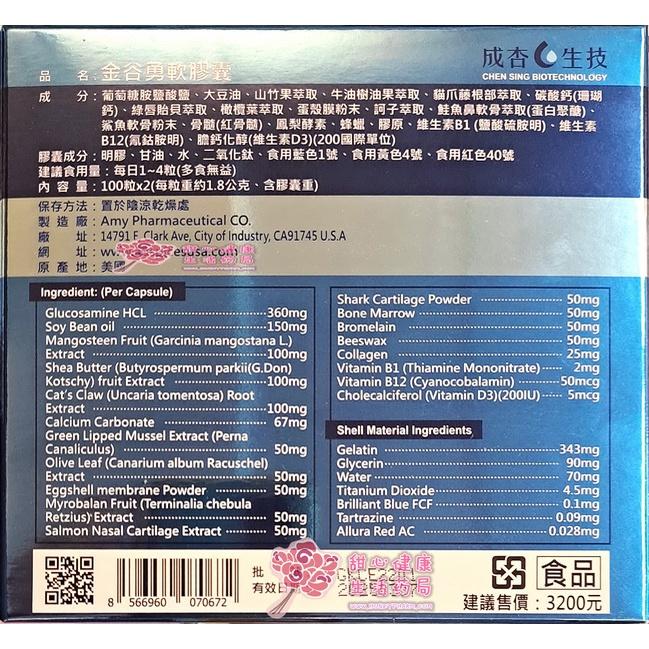 成杏生技
CHEN SING BIOTECHNOLOGY
品名：金谷勇軟膠囊
成分：葡萄糖胺鹽酸鹽、大豆油、山竹果萃取、牛油樹油果萃取、貓爪藤根部萃取、碳酸鈣(珊瑚
鈣)、綠唇貽貝萃取、橄欖葉萃取、蛋殼膜粉末、訶子萃取、鮭魚鼻軟骨萃取(蛋白聚醣)、
鯊魚軟骨粉末、骨髓(紅骨髓)、鳳梨酵素、蜂蠟、膠原、維生素B1 (鹽酸硫胺明)、維生素
B12(氰鈷胺明)、膽鈣化醇(維生素D3)(200國際單位)
膠囊成分：明膠、甘油、水、二氧化鈦、食用藍色1號、食用黃色4號、食用紅色40號
建議食用量：每日1~4粒(多食無益)
內容量：100粒x2(每粒重約1.8公克、含膠囊重)
保存方法：置於陰涼乾燥處
製造廠：Amy Pharmaceutical CO.
廠址：14791 E. Clark Ave, City of Industry, CA91745 U.S.A
網址：
原產地：美國
甜心健康
生活药局
Ingredient: (Per Capsule)
Glucosamine HCL 360mg
Soy Bean oil 150mg
Mangosteen Fruit (Garcinia mangostana L.)
Extract 100mg
Shea Butter (Butyrospermum parkii(G.Don)
Kotschy) fruit Extract 100mg
Cat's Claw (Uncaria tomentosa) Root
Extract 100mg
Calcium Carbonate 67mg
Green Lipped Mussel Extract (Perna
Canaliculus) 50mg
Olive Leaf (Canarium album Racuschel)
Extract 50mg
Eggshell membrane Powder 50mg
Myrobalan Fruit (Terminalia chebula
Retzius) Extract 50mg
Salmon Nasal Cartilage Extract 50mg
Shark Cartilage Powder 50mg
Bone Marrow 50mg
Bromelain 50mg
Beeswax 50mg
Collagen 25mg
Vitamin B1 (Thiamine Mononitrate) 2mg
Vitamin B12 (Cyanocobalamin) 50mcg
Cholecalciferol (Vitamin D3)(200IU) 5mcg
Shell Material Ingredients
Gelatin 343mg
Glycerin 90mg
Water 70mg
Titanium Dioxide 4.5mg
Brilliant Blue FCF 0.1mg
Tartrazine 0.09mg
Allura Red AC 0.028mg
8 566960 070672
批
有效日
甜心健康
生活药局
食品
建議售價：3200元